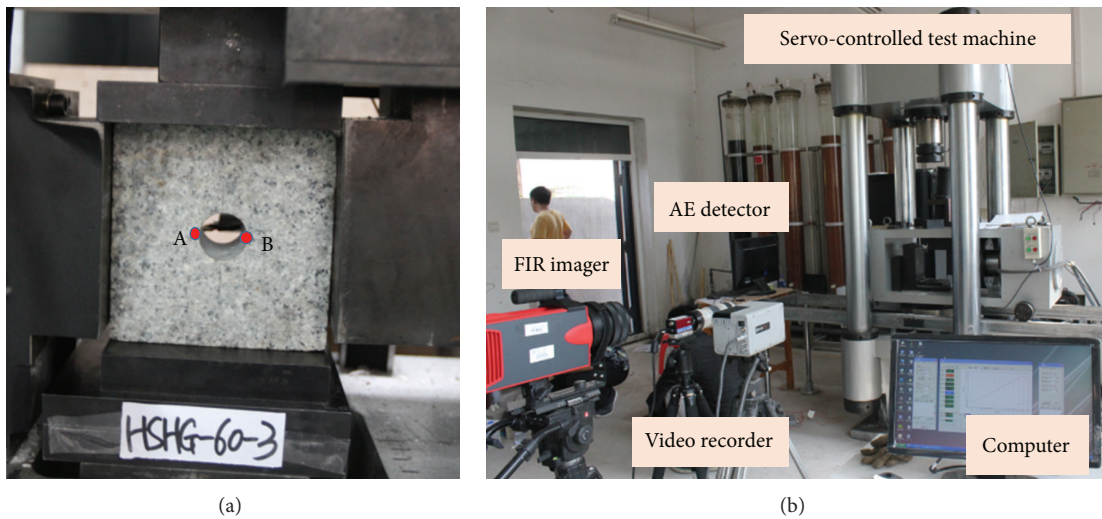 A
B
HSHG-60-3
(a)
Servo-controlled test machine
AE detector
FIR imager
Video recorder
Computer
(b)